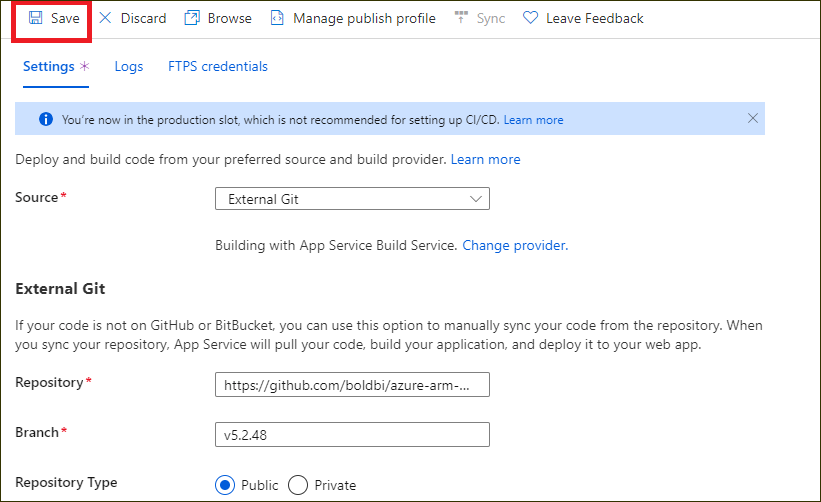 Save Discard Browse Manage publish profile Sync Leave Feedback
Settings * Logs FTPS credentials
You're now in the production slot, which is not recommended for setting up CI/CD. Learn more
Deploy and build code from your preferred source and build provider. Learn more
Source* External Git
Building with App Service Build Service. Change provider.
External Git
If your code is not on GitHub or BitBucket, you can use this option to manually sync your code from the repository. When
you sync your repository, App Service will pull your code, build your application, and deploy it to your web app.
Repository* https://github.com/boldbi/azure-arm-...
Branch* v5.2.48
Repository Type Public Private